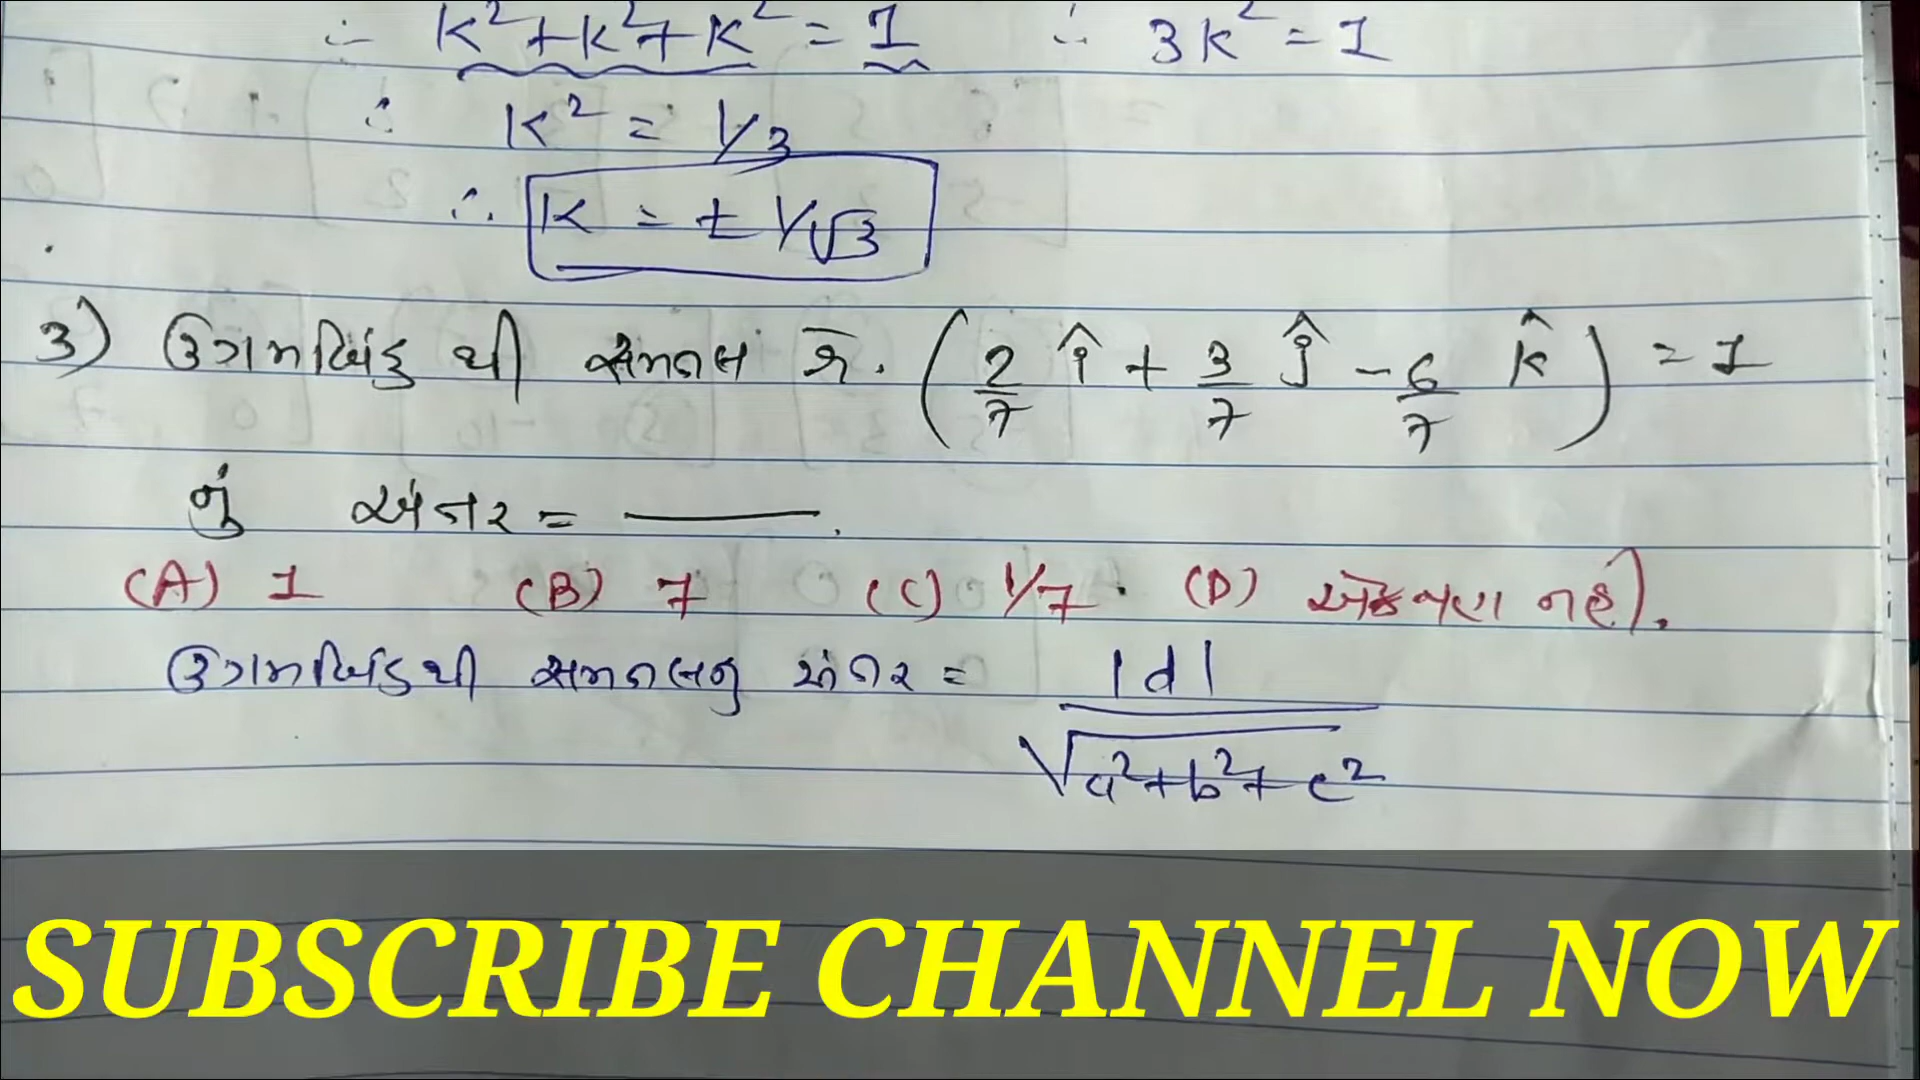 ∴ k²+k²+k² = 1 ∴ 3k² = 1
∴ k² = 1/3
∴ k = ± 1/√3
3) ઉગમબિંદુ થી સમતલ r̄. (2/7 î + 3/7 ĵ - 6/7 k̂) = 1
નું અંતર = ———.
(A) 1 (B) 7 (C) 1/7. (D) એકપણ નહીં.
ઉગમબિંદુથી સમતલનું અંતર = |d| / √a²+b²+c²
SUBSCRIBE CHANNEL NOW